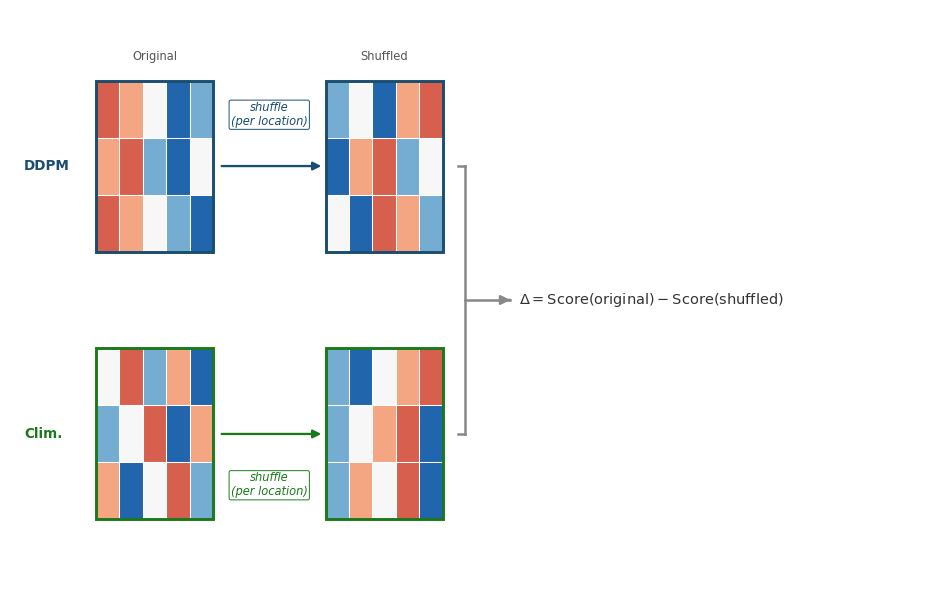 Original
Shuffled
shuffle
(per location)
DDPM
Δ = Score(original) − Score(shuffled)
Clim.
shuffle
(per location)